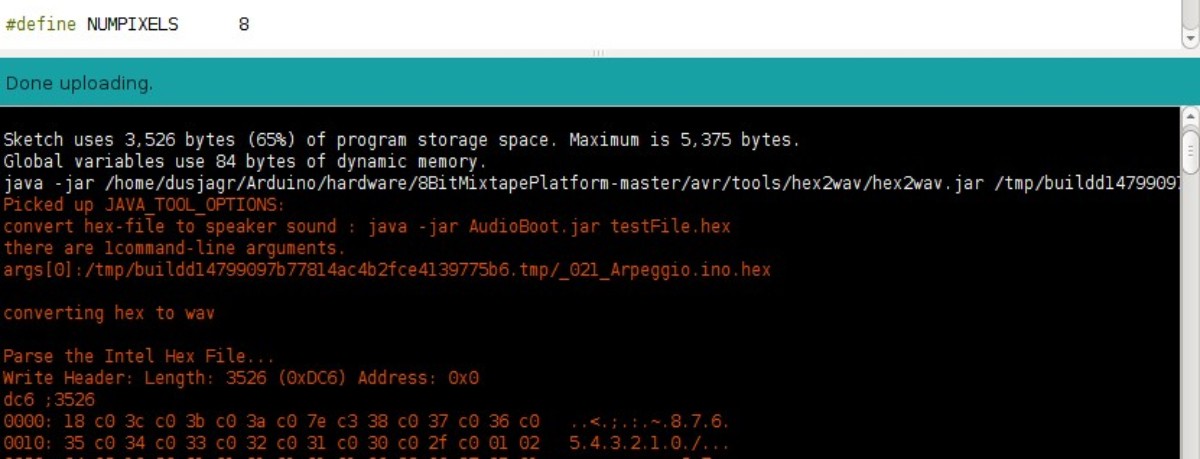 #define NUMPIXELS 8
Done uploading.
Sketch uses 3,526 bytes (65%) of program storage space. Maximum is 5,375 bytes.
Global variables use 84 bytes of dynamic memory.
java -jar /home/dusjagr/Arduino/hardware/8BitMixtapePlatform-master/avr/tools/hex2wav/hex2wav.jar /tmp/buildd1479909
Picked up JAVA_TOOL_OPTIONS:
convert hex-file to speaker sound : java -jar AudioBoot.jar testFile.hex
there are 1command-line arguments.
args[0]:/tmp/buildd14799097b77814ac4b2fce4139775b6.tmp/_021_Arpeggio.ino.hex
converting hex to wav
Parse the Intel Hex File...
Write Header: Length: 3526 (0xDC6) Address: 0x0
dc6 ;3526
0000: 18 c0 3c c0 3b c0 3a c0 7e c3 38 c0 37 c0 36 c0 ..<.;.:.~.8.7.6.
0010: 35 c0 34 c0 33 c0 32 c0 31 c0 30 c0 2f c0 01 02 5.4.3.2.1.0./...